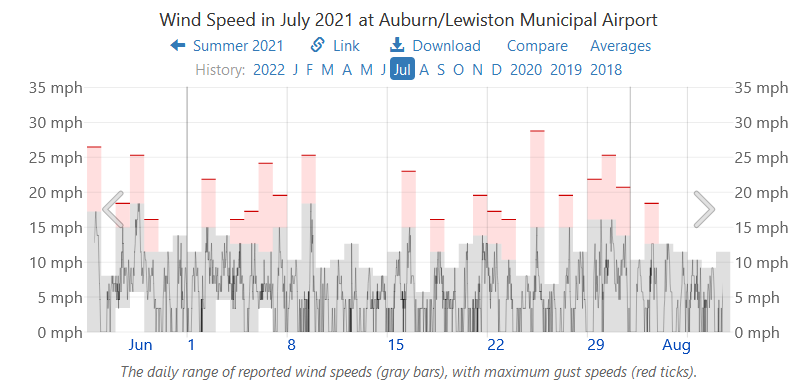 Wind Speed in July 2021 at Auburn/Lewiston Municipal Airport
Summer 2021 Link Download Compare Averages
History: 2022 J F M A M J Jul A S O N D 2020 2019 2018
35 mph 35 mph
30 mph 30 mph
25 mph 25 mph
20 mph 20 mph
15 mph 15 mph
10 mph 10 mph
5 mph 5 mph
0 mph 0 mph
Jun 1 8 15 22 29 Aug
The daily range of reported wind speeds (gray bars), with maximum gust speeds (red ticks).